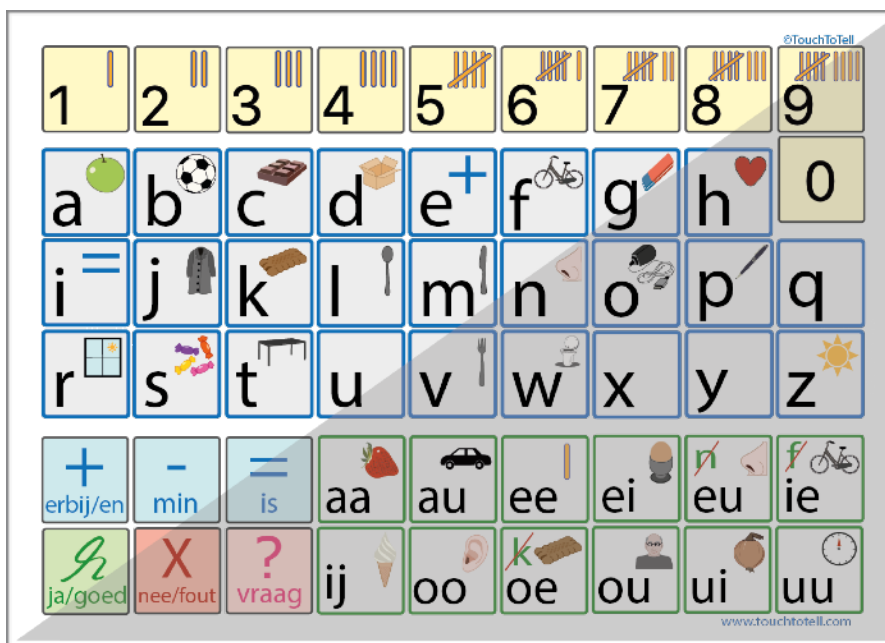 ©TouchToTell
1 2 3 4 5 6 7 8 9
a b c d e+ f g h 0
i = j k l m n o p q
r s t u v w x y z
+ - = aa au ee ei n eu f ie
erbij/en min is
ja/goed X nee/fout ? vraag ij oo k oe ou ui uu
www.touchtotell.com